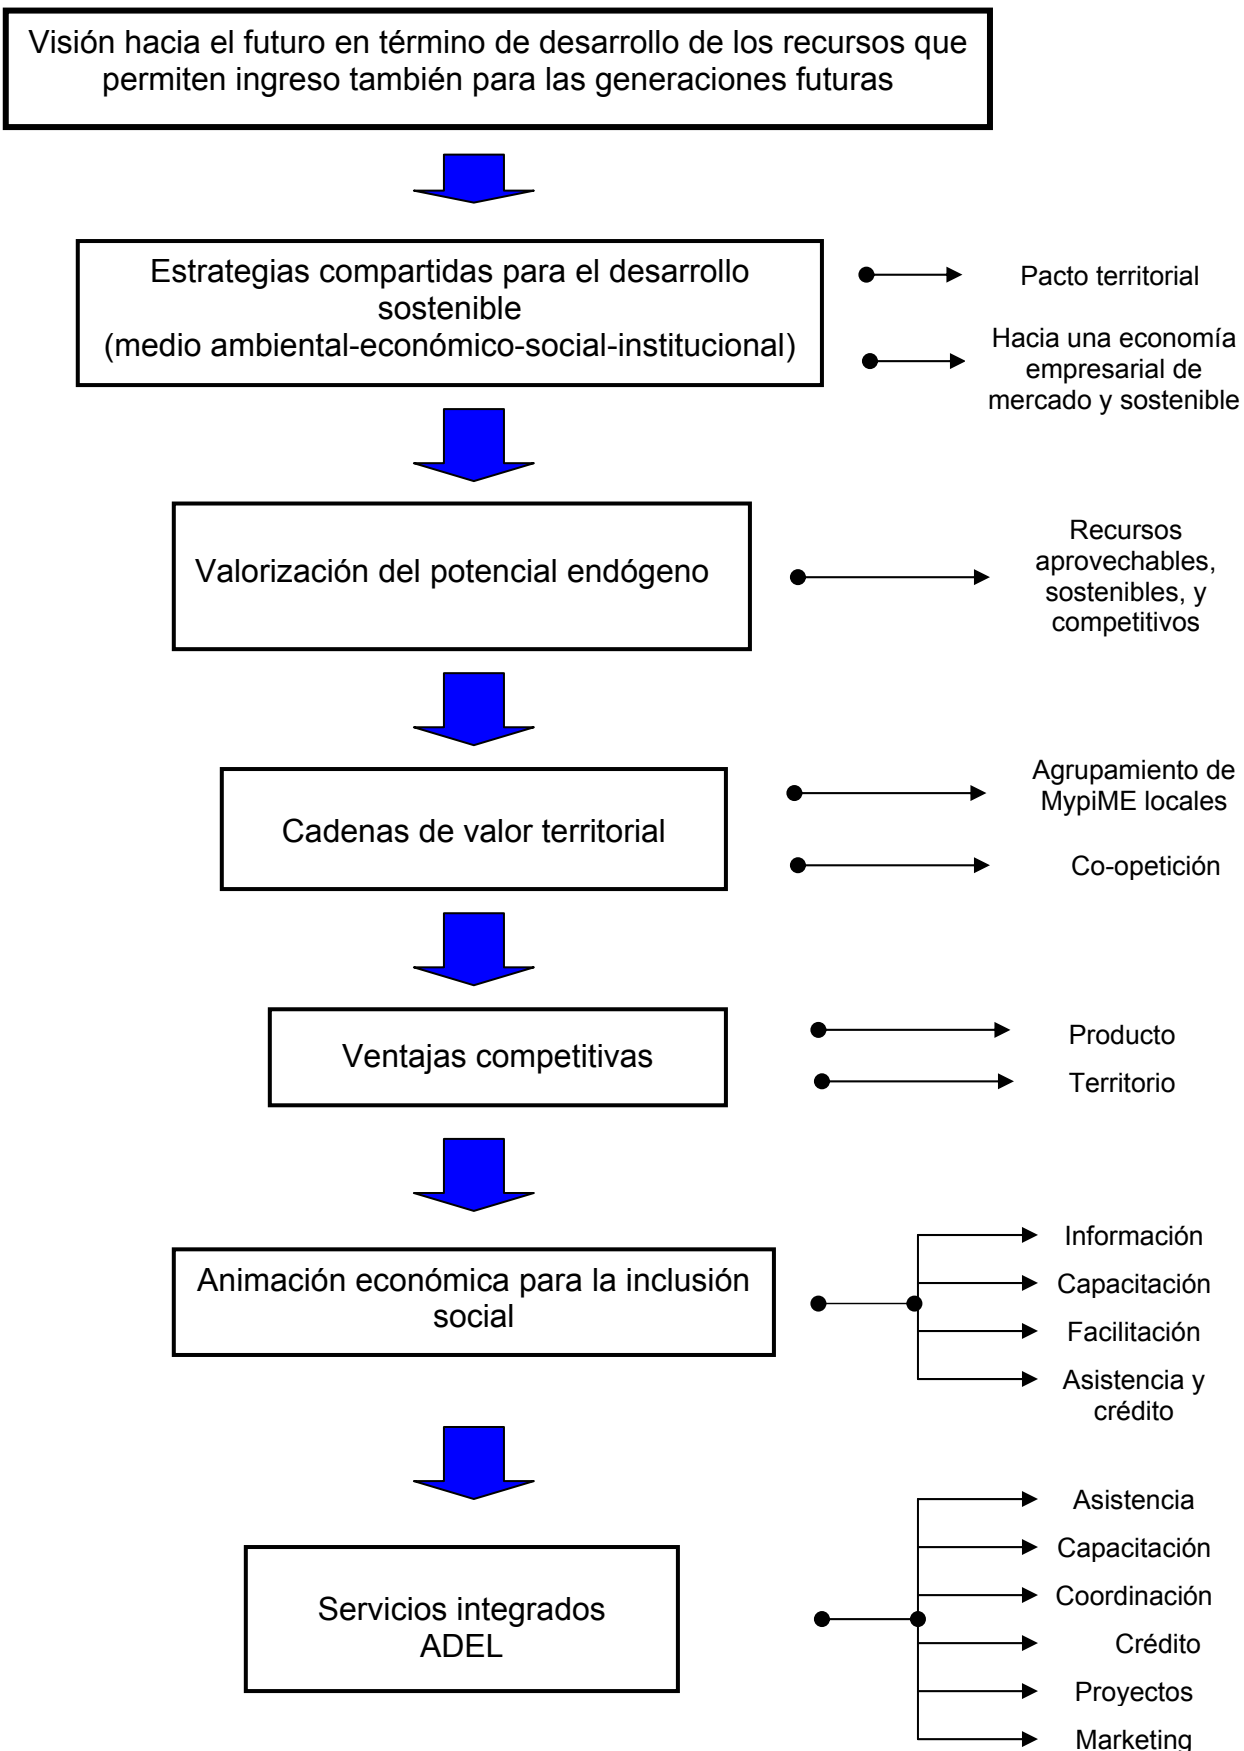 Visión hacia el futuro en término de desarrollo de los recursos que
permiten ingreso también para las generaciones futuras
Estrategias compartidas para el desarrollo
sostenible
(medio ambiental-económico-social-institucional)
Pacto territorial
Hacia una economía
empresarial de
mercado y sostenible
Valorización del potencial endógeno
Recursos
aprovechables,
sostenibles, y
competitivos
Cadenas de valor territorial
Agrupamiento de
MypiME locales
Co-opetición
Ventajas competitivas
Producto
Territorio
Animación económica para la inclusión
social
Información
Capacitación
Facilitación
Asistencia y
crédito
Servicios integrados
ADEL
Asistencia
Capacitación
Coordinación
Crédito
Proyectos
Marketing